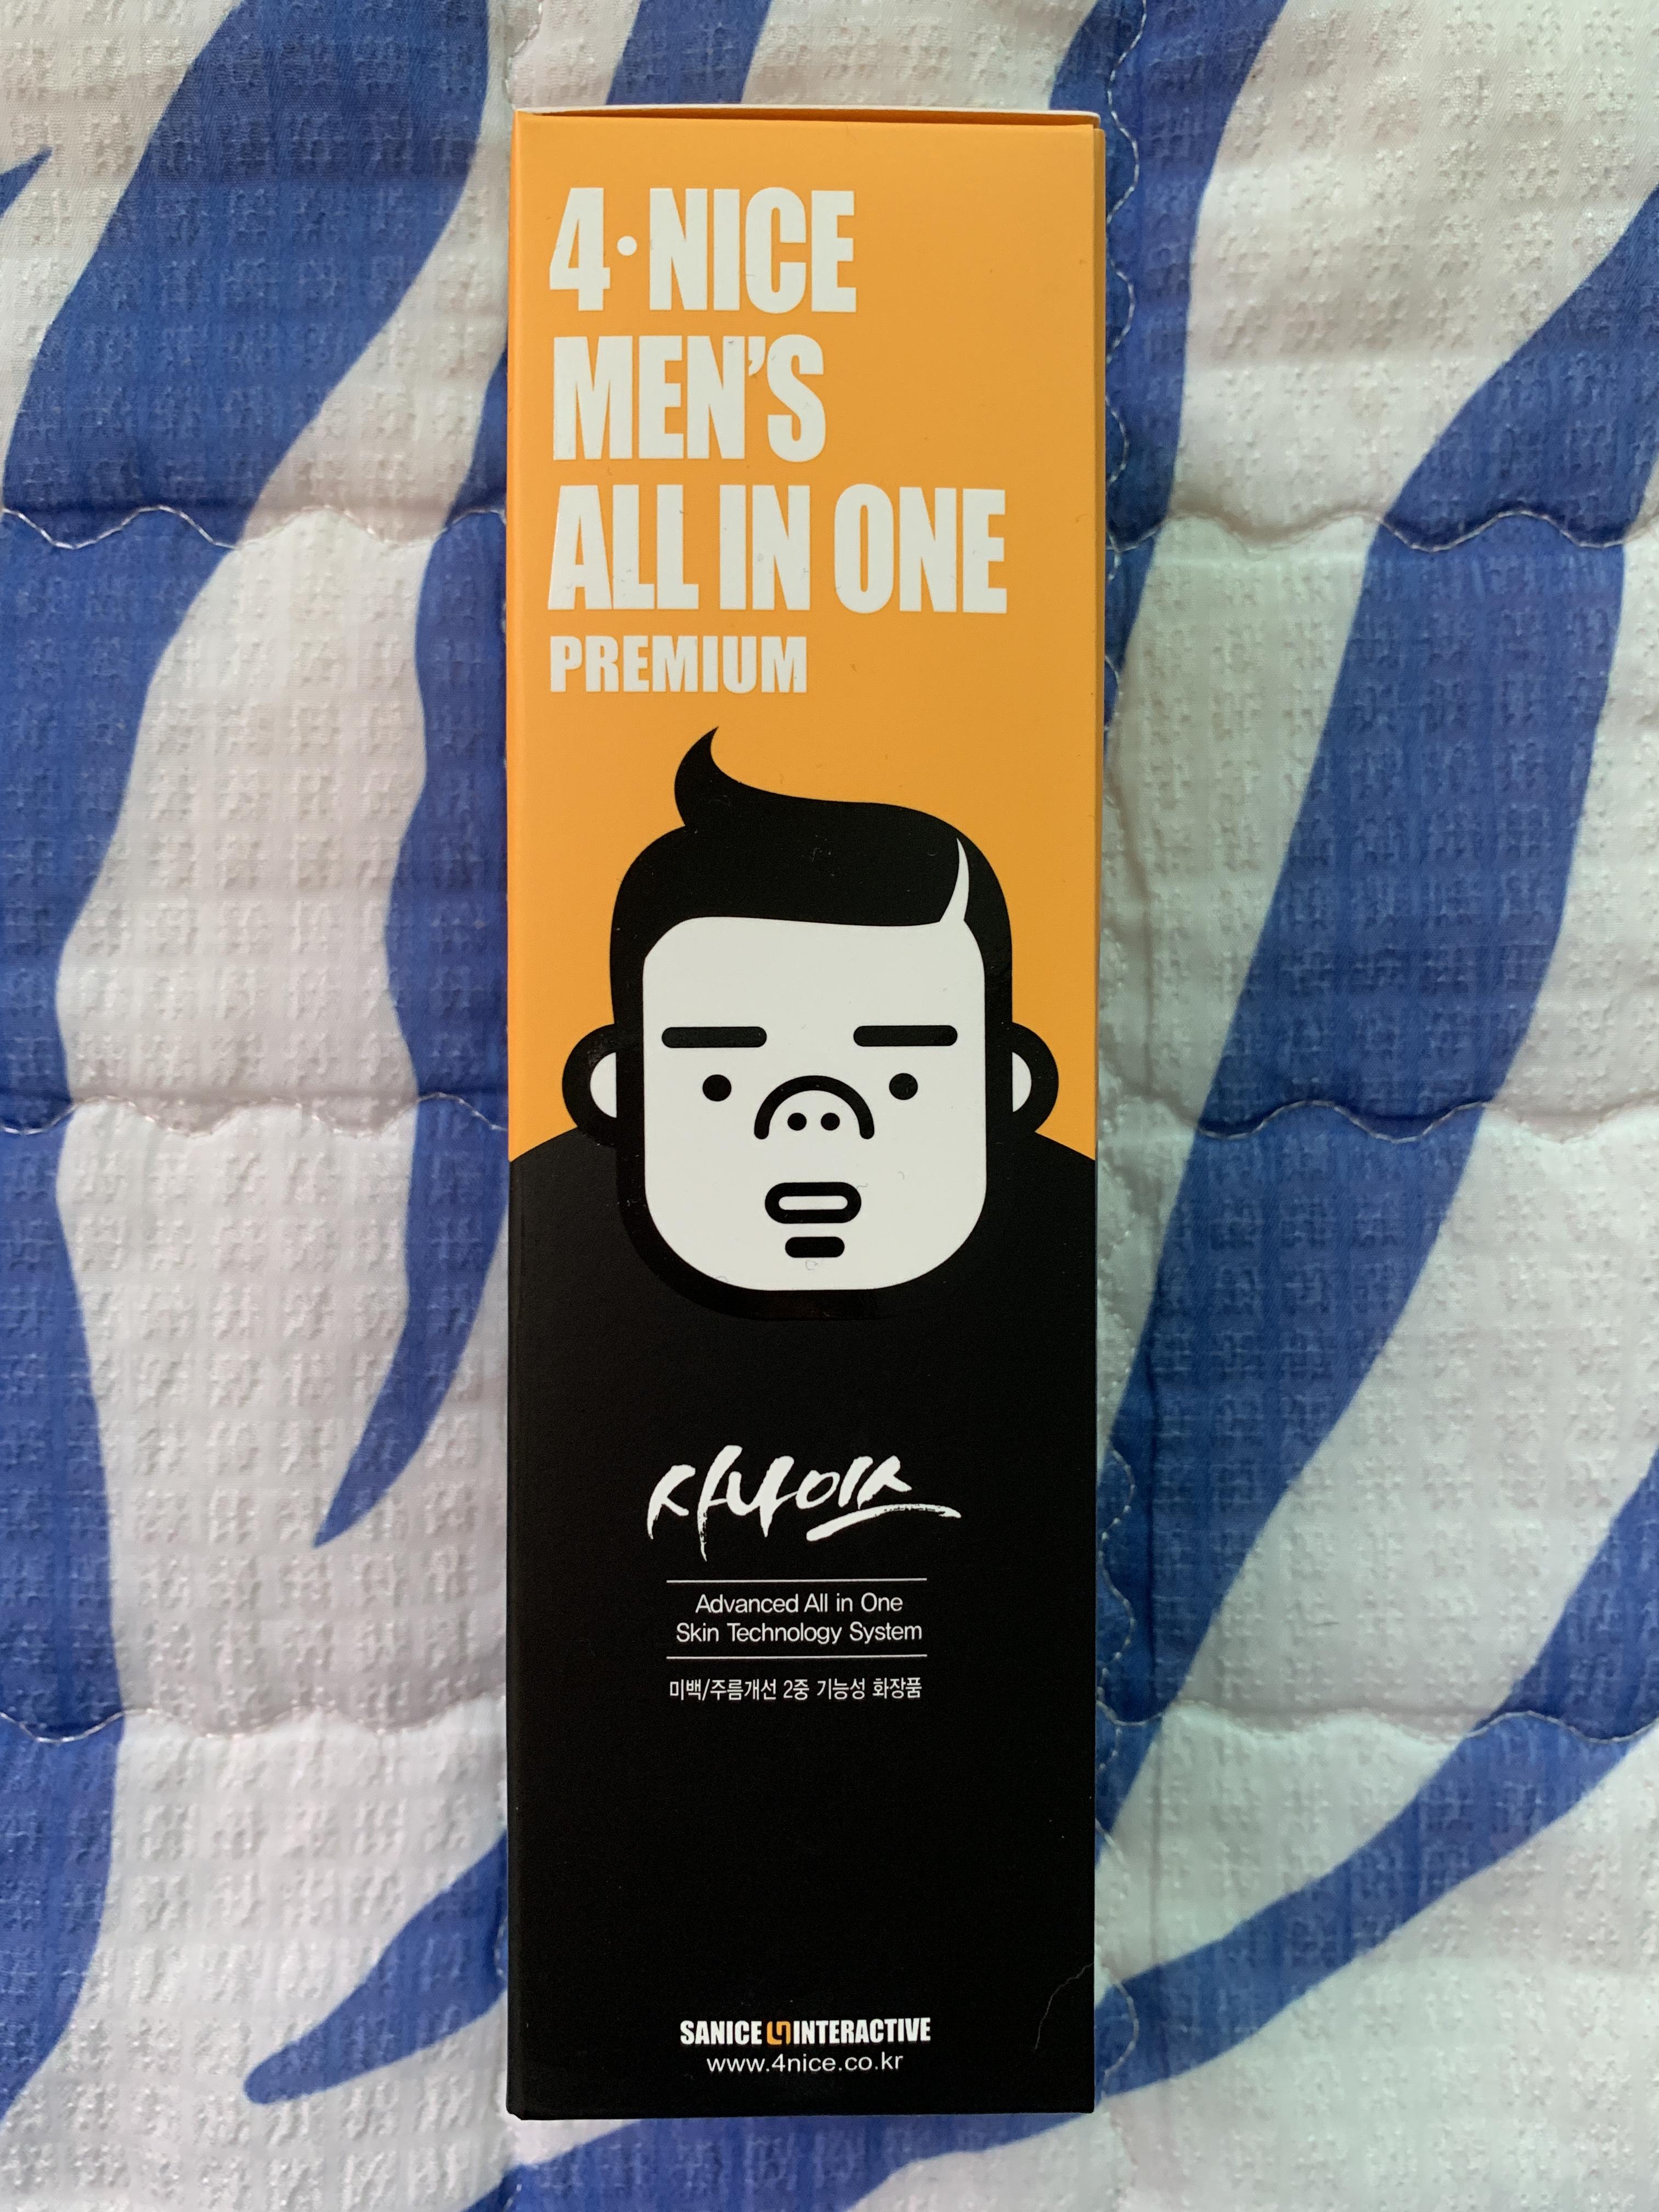 4·NICE
MEN'S
ALL IN ONE
PREMIUM
사나이스
Advanced All in One
Skin Technology System
미백/주름개선 2중 기능성 화장품
SANICE INTERACTIVE
www.4nice.co.kr